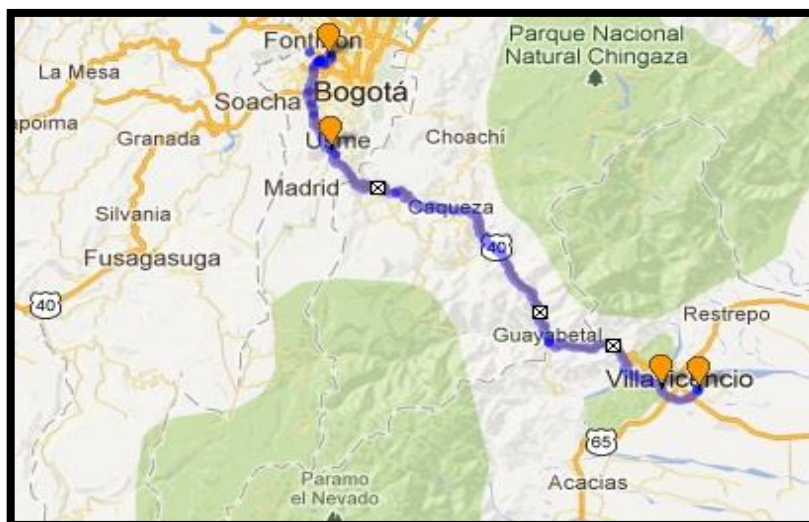 Parque Nacional
Natural Chingaza
La Mesa
Soacha
Bogotá
Granada
Choachí
Madrid
Silvania
Caqueza
Fusagasuga
40
40
Restrepo
Guayabetal
Villavicencio
65
Acacias
Paramo
el Nevado